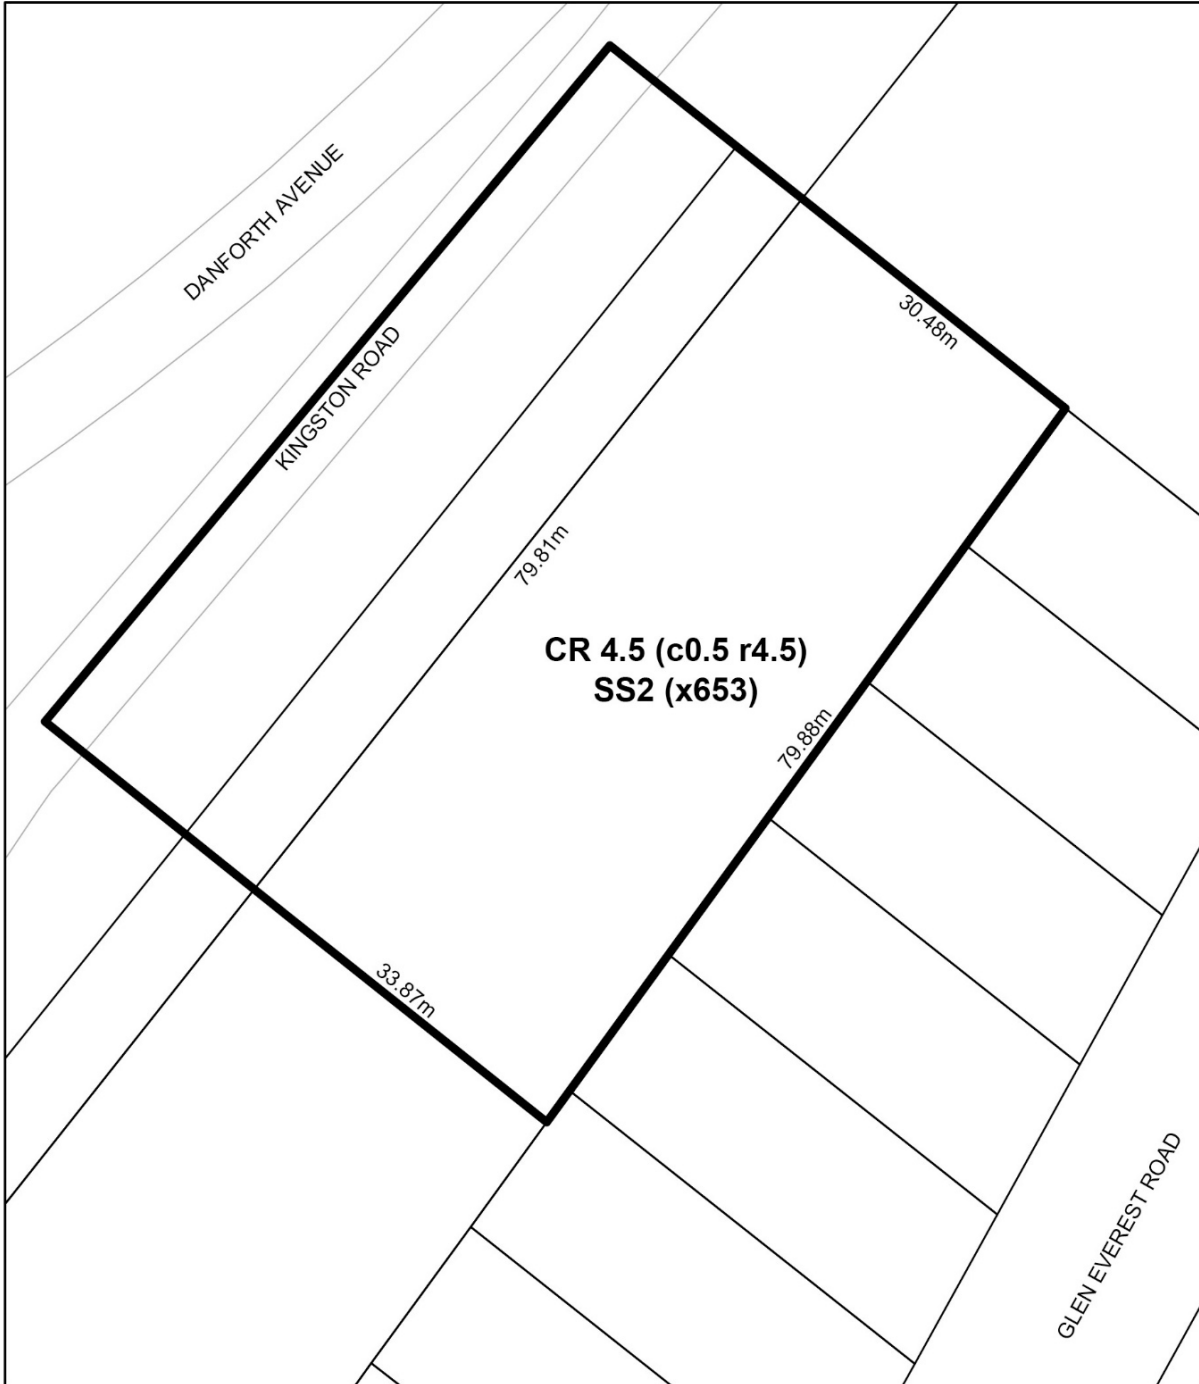 DANFORTH AVENUE
KINGSTON ROAD
30.48m
79.81m
CR 4.5 (c0.5 r4.5)
SS2 (x653)
79.88m
33.87m
GLEN EVEREST ROAD